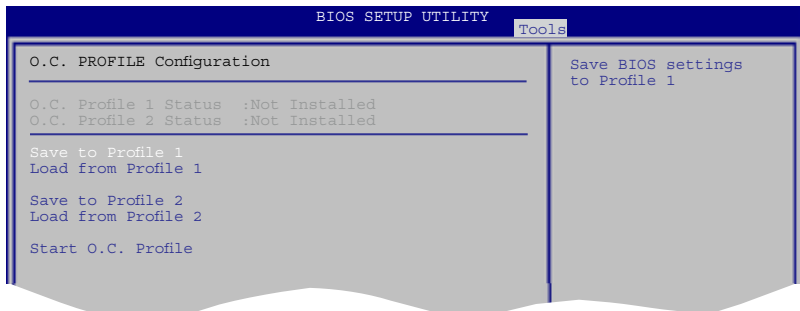 BIOS SETUP UTILITY
Tools
O.C. PROFILE Configuration
O.C. Profile 1 Status :Not Installed
O.C. Profile 2 Status :Not Installed
Save to Profile 1
Load from Profile 1
Save to Profile 2
Load from Profile 2
Start O.C. Profile
Save BIOS settings
to Profile 1